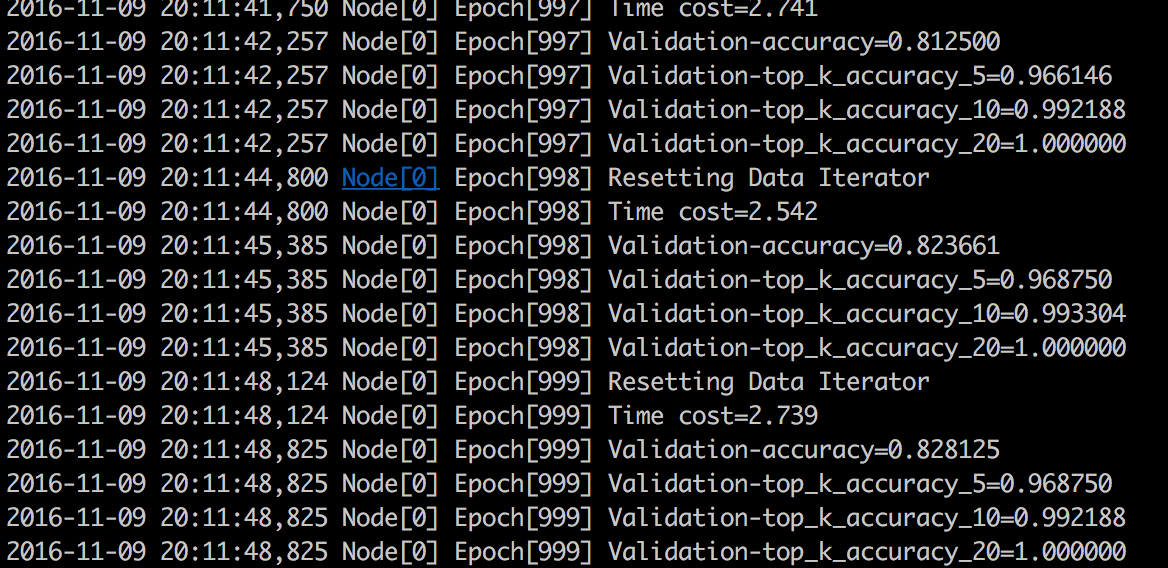 2016-11-09 20:11:41,750 Node[0] Epoch[997] Time cost=2.741
2016-11-09 20:11:42,257 Node[0] Epoch[997] Validation-accuracy=0.812500
2016-11-09 20:11:42,257 Node[0] Epoch[997] Validation-top_k_accuracy_5=0.966146
2016-11-09 20:11:42,257 Node[0] Epoch[997] Validation-top_k_accuracy_10=0.992188
2016-11-09 20:11:42,257 Node[0] Epoch[997] Validation-top_k_accuracy_20=1.000000
2016-11-09 20:11:44,800 Node[0] Epoch[998] Resetting Data Iterator
2016-11-09 20:11:44,800 Node[0] Epoch[998] Time cost=2.542
2016-11-09 20:11:45,385 Node[0] Epoch[998] Validation-accuracy=0.823661
2016-11-09 20:11:45,385 Node[0] Epoch[998] Validation-top_k_accuracy_5=0.968750
2016-11-09 20:11:45,385 Node[0] Epoch[998] Validation-top_k_accuracy_10=0.993304
2016-11-09 20:11:45,385 Node[0] Epoch[998] Validation-top_k_accuracy_20=1.000000
2016-11-09 20:11:48,124 Node[0] Epoch[999] Resetting Data Iterator
2016-11-09 20:11:48,124 Node[0] Epoch[999] Time cost=2.739
2016-11-09 20:11:48,825 Node[0] Epoch[999] Validation-accuracy=0.828125
2016-11-09 20:11:48,825 Node[0] Epoch[999] Validation-top_k_accuracy_5=0.968750
2016-11-09 20:11:48,825 Node[0] Epoch[999] Validation-top_k_accuracy_10=0.992188
2016-11-09 20:11:48,825 Node[0] Epoch[999] Validation-top_k_accuracy_20=1.000000